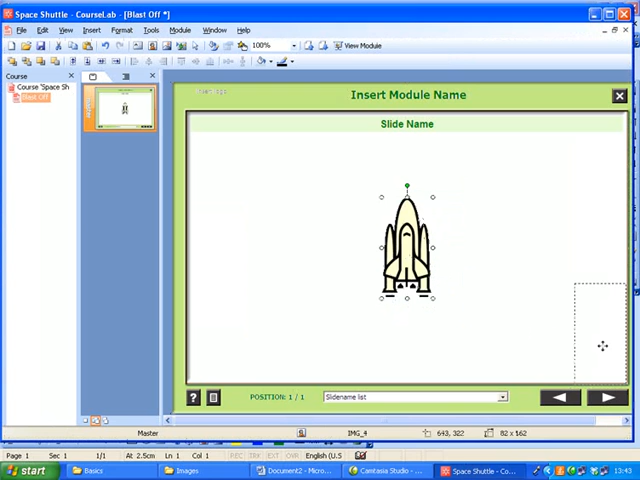 Space Shuttle - CourseLab - [Blast Off *]
File Edit View Insert Format Tools Module Window Help
100% View Module
Course
Course 'Space Sh
Blast Off
Insert Module Name
Slide Name
? POSITION: 1 / 1 Slidename list
Master IMG_4 643, 322 82 x 162
Page 1 Sec 1 1/1 At 2.5cm Ln 1 Col 1 REC TRK EXT OVR English (U.S
start Basics Images Document2 - Micro... Camtasia Studio - ... Space Shuttle - Co... 13:43